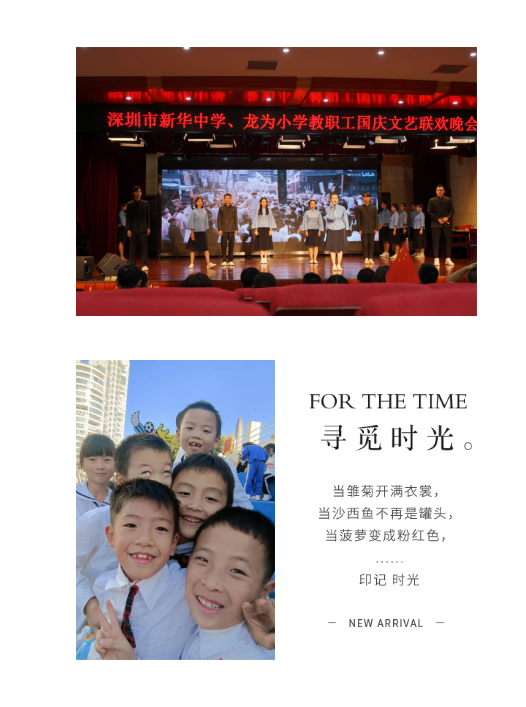 深圳市新华中学、龙为小学教职工国庆文艺联欢晚会
FOR THE TIME
寻觅时光。
当雏菊开满衣裳，
当沙西鱼不再是罐头，
当菠萝变成粉红色，
......
印记 时光
— NEW ARRIVAL —